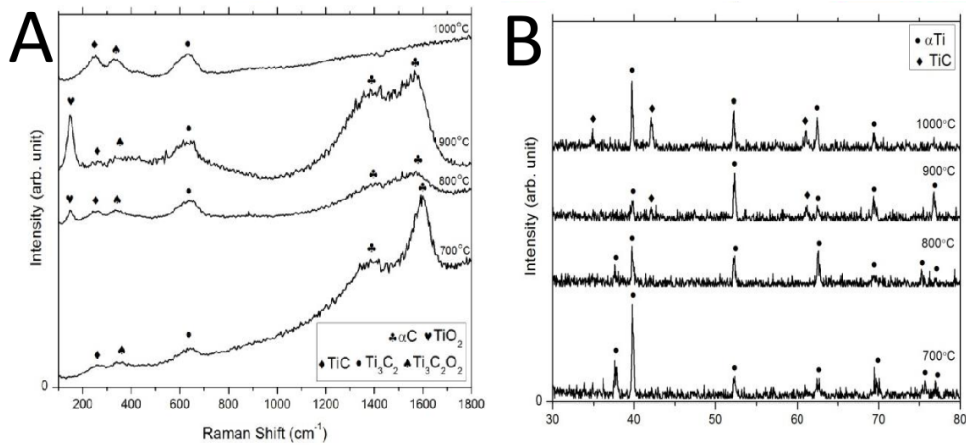 A
1000°C
900°C
800°C
700°C
♣ αC ♥ TiO₂
♦ TiC • Ti₃C₂ ♠ Ti₃C₂O₂
Intensity (arb. unit)
0
200 400 600 800 1000 1200 1400 1600 1800
Raman Shift (cm⁻¹)
B
• αTi
♦ TiC
1000°C
900°C
800°C
700°C
Intensity (arb. unit)
0
30 40 50 60 70 80